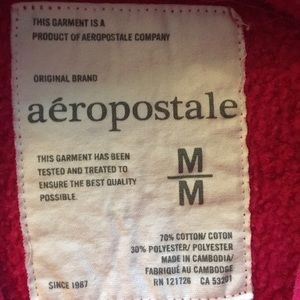 THIS GARMENT IS A
PRODUCT OF AEROPOSTALE COMPANY
ORIGINAL BRAND
aéropostale
THIS GARMENT HAS BEEN
TESTED AND TREATED TO
ENSURE THE BEST QUALITY
POSSIBLE.
M
M
70% COTTON/ COTON
30% POLYESTER/ POLYESTER
MADE IN CAMBODIA/
FABRIQUÉ AU CAMBODGE
RN 121726 CA 53201
SINCE 1987